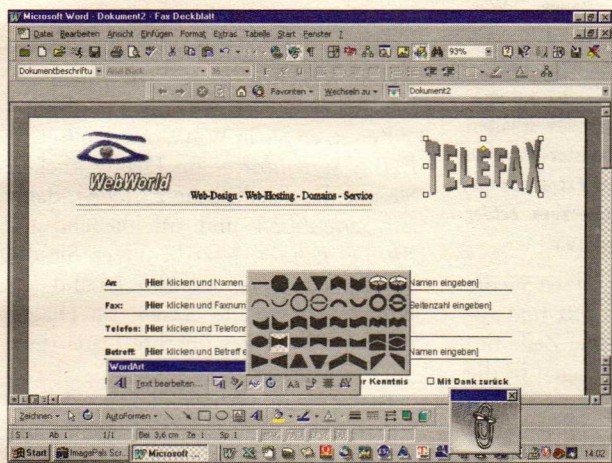 Microsoft Word - Dokument2 - Fax Deckblatt
Datei Bearbeiten Ansicht Einfügen Format Extras Tabelle Start Fenster ?
93%
Dokumentbeschriftu
Favoriten Wechseln zu Dokument2
WebWorld
Web-Design - Web-Hosting - Domains - Service
TELEFAX
An: [Hier klicken und Namen
Namen eingeben]
Fax: [Hier klicken und Faxnum
Seitenzahl eingeben]
Telefon: [Hier klicken und Telefonn
Betreff: [Hier klicken und Betreff e
Namen eingeben]
WordArt
Text bearbeiten...
r Kenntnis Mit Dank zurück
Zeichnen AutoFormen
S 1 Ab 1 1/1 Bei 3,6 cm Ze 1 Sp 1
Start ImagePals Scr... Microsoft ... 14:02